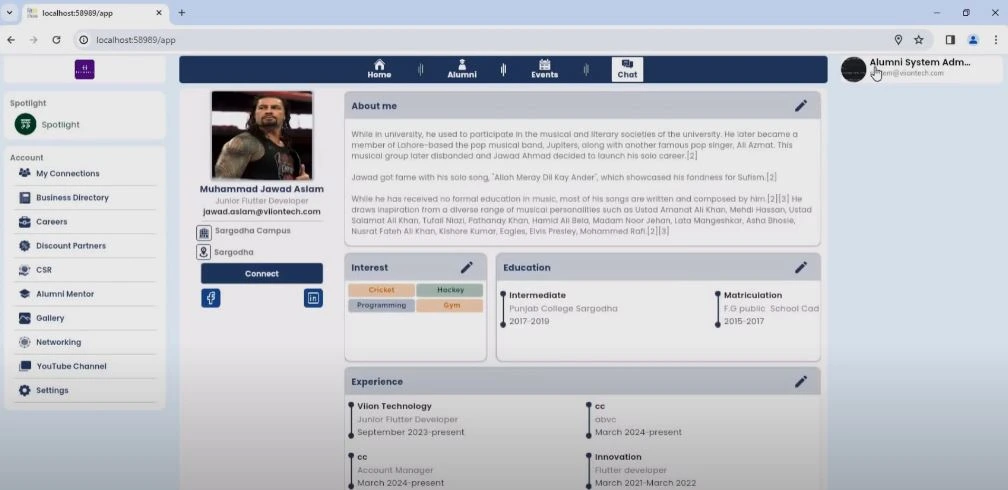 localhost:58989/app
localhost:58989/app
Home
Alumni
Events
Chat
Alumni System Adm...
@viiontech.com
Spotlight
Spotlight
Account
My Connections
Business Directory
Careers
Discount Partners
CSR
Alumni Mentor
Gallery
Networking
YouTube Channel
Settings
Muhammad Jawad Aslam
Junior Flutter Developer
jawad.aslam@viiontech.com
Sargodha Campus
Sargodha
Connect
About me
While in university, he used to participate in the musical and literary societies of the university. He later became a
member of Lahore-based the pop musical band, Jupiters, along with another famous pop singer, Ali Azmat. This
musical group later disbanded and Jawad Ahmad decided to launch his solo career.[2]
Jawad got fame with his solo song, "Allah Meray Dil Kay Ander", which showcased his fondness for Sufism.[2]
While he has received no formal education in music, most of his songs are written and composed by him.[2][3] He
draws inspiration from a diverse range of musical personalities such as Ustad Amanat Ali Khan, Mehdi Hassan, Ustad
Salamat Ali Khan, Tufail Niazi, Pathanay Khan, Hamid Ali Bela, Madam Noor Jehan, Lata Mangeshkar, Asha Bhosle,
Nusrat Fateh Ali Khan, Kishore Kumar, Eagles, Elvis Presley, Mohammed Rafi.[2][3]
Interest
Cricket
Hockey
Programming
Gym
Education
Intermediate
Punjab College Sargodha
2017-2019
Matriculation
F.G public School Cad
2015-2017
Experience
Viion Technology
Junior Flutter Developer
September 2023-present
cc
abvc
March 2024-present
cc
Account Manager
March 2024-present
Innovation
Flutter developer
March 2021-March 2022